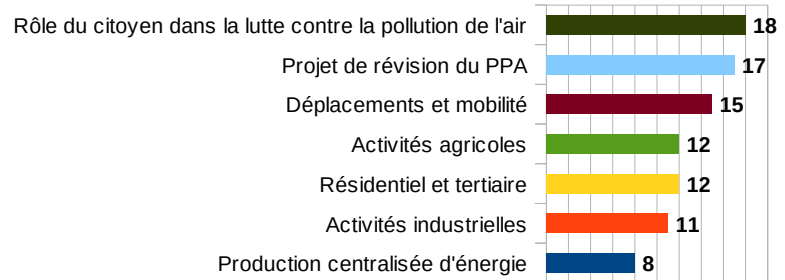 Rôle du citoyen dans la lutte contre la pollution de l'air 18
Projet de révision du PPA 17
Déplacements et mobilité 15
Activités agricoles 12
Résidentiel et tertiaire 12
Activités industrielles 11
Production centralisée d'énergie 8